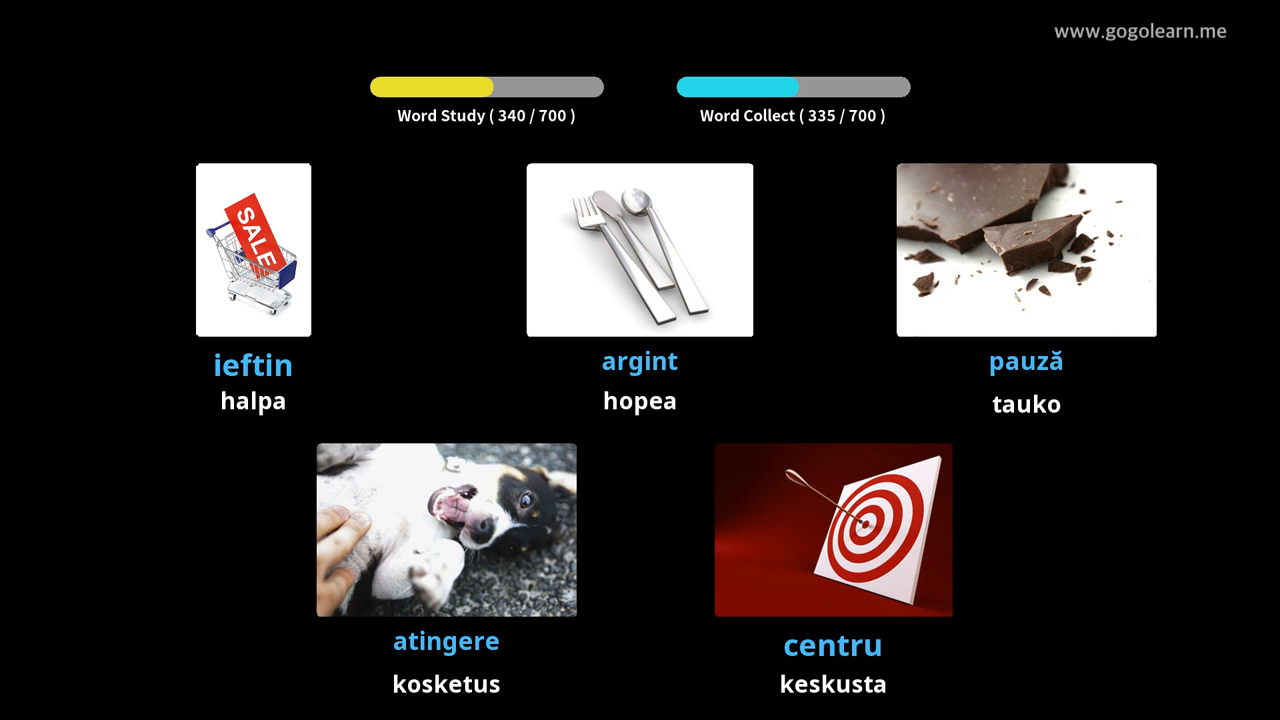 www.gogolearn.me
Word Study ( 340 / 700 )
Word Collect ( 335 / 700 )
SALE
ieftin
halpa
argint
hopea
pauză
tauko
atingere
kosketus
centru
keskusta